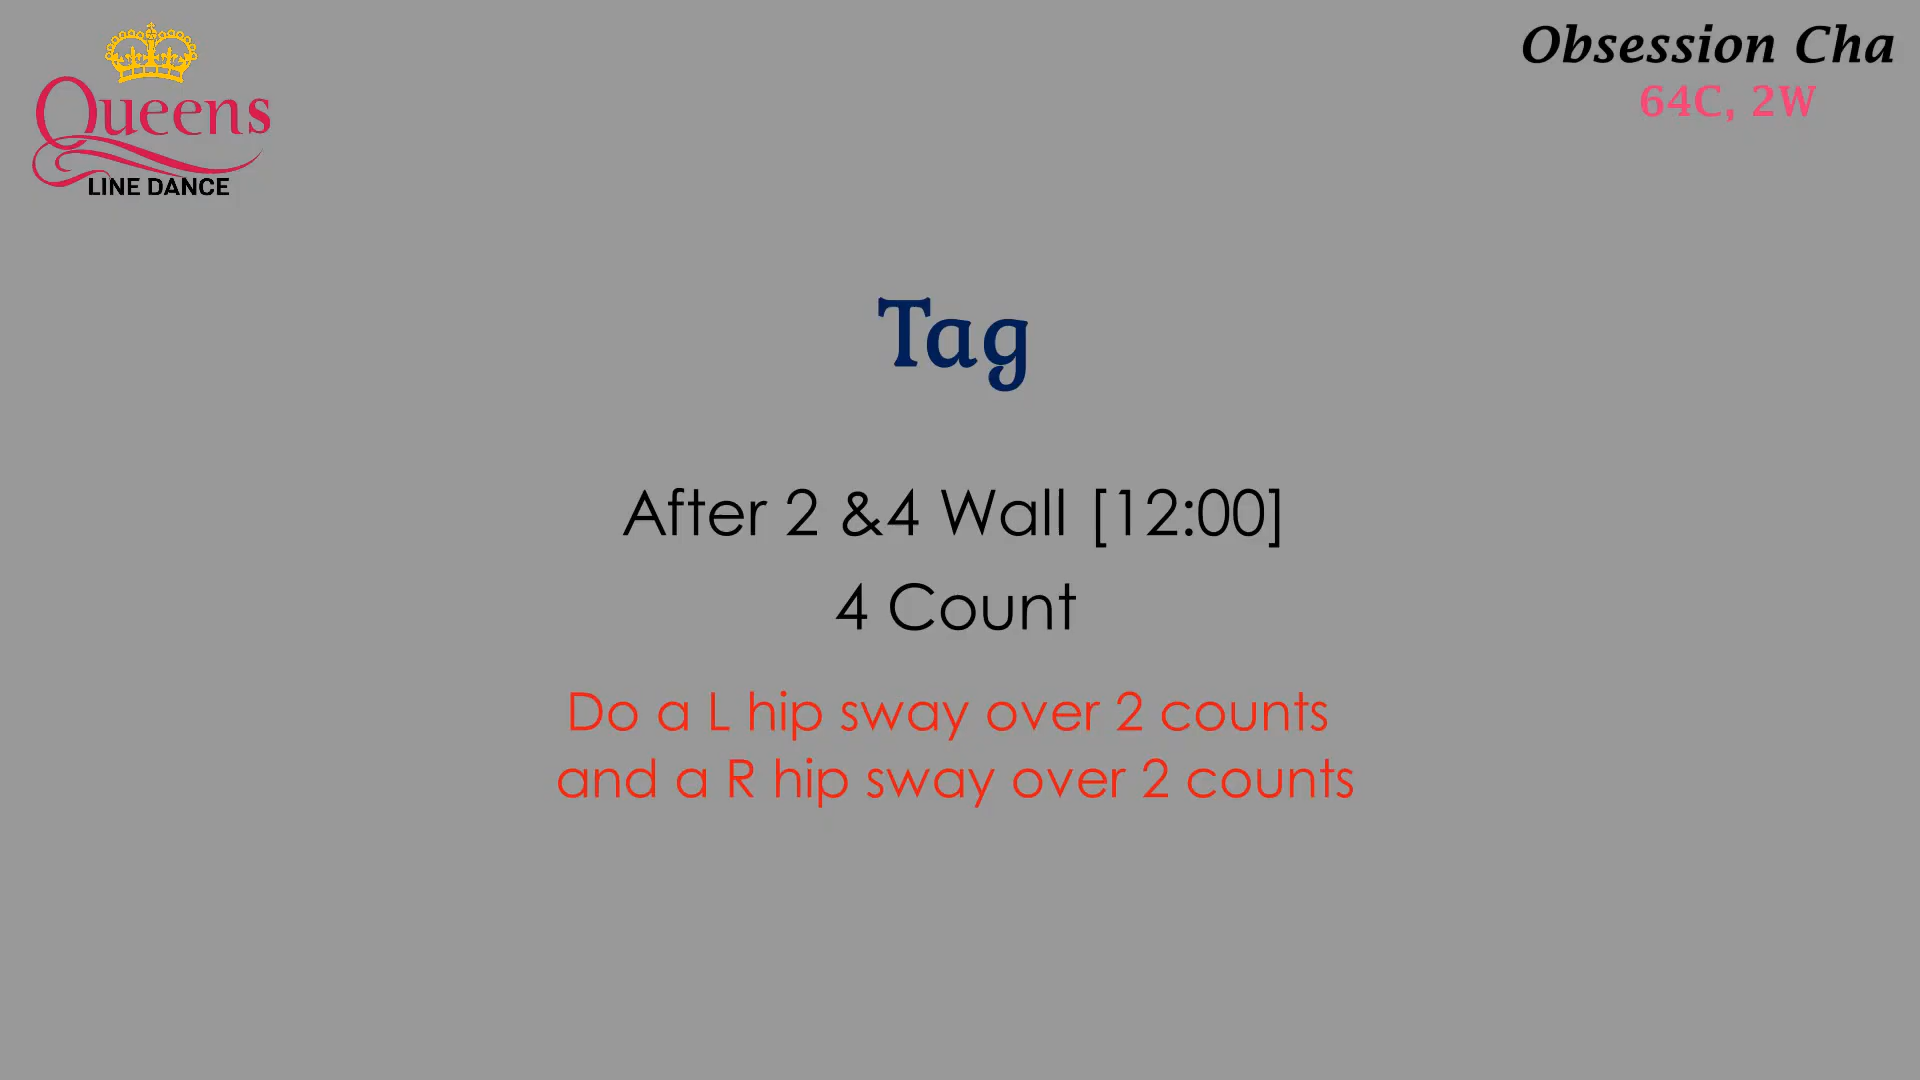 Queens
LINE DANCE
Obsession Cha
64C, 2W
Tag
After 2 &4 Wall [12:00]
4 Count
Do a L hip sway over 2 counts
and a R hip sway over 2 counts